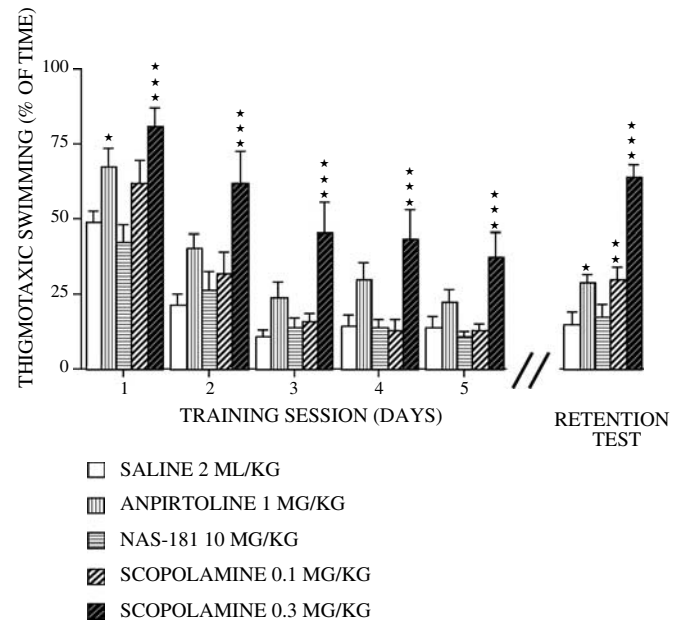 THIGMOTAXIC SWIMMING (% OF TIME)
100
75
50
25
0
1
2
3
4
5
TRAINING SESSION (DAYS)
RETENTION
TEST
SALINE 2 ML/KG
ANPIRTOLINE 1 MG/KG
NAS-181 10 MG/KG
SCOPOLAMINE 0.1 MG/KG
SCOPOLAMINE 0.3 MG/KG